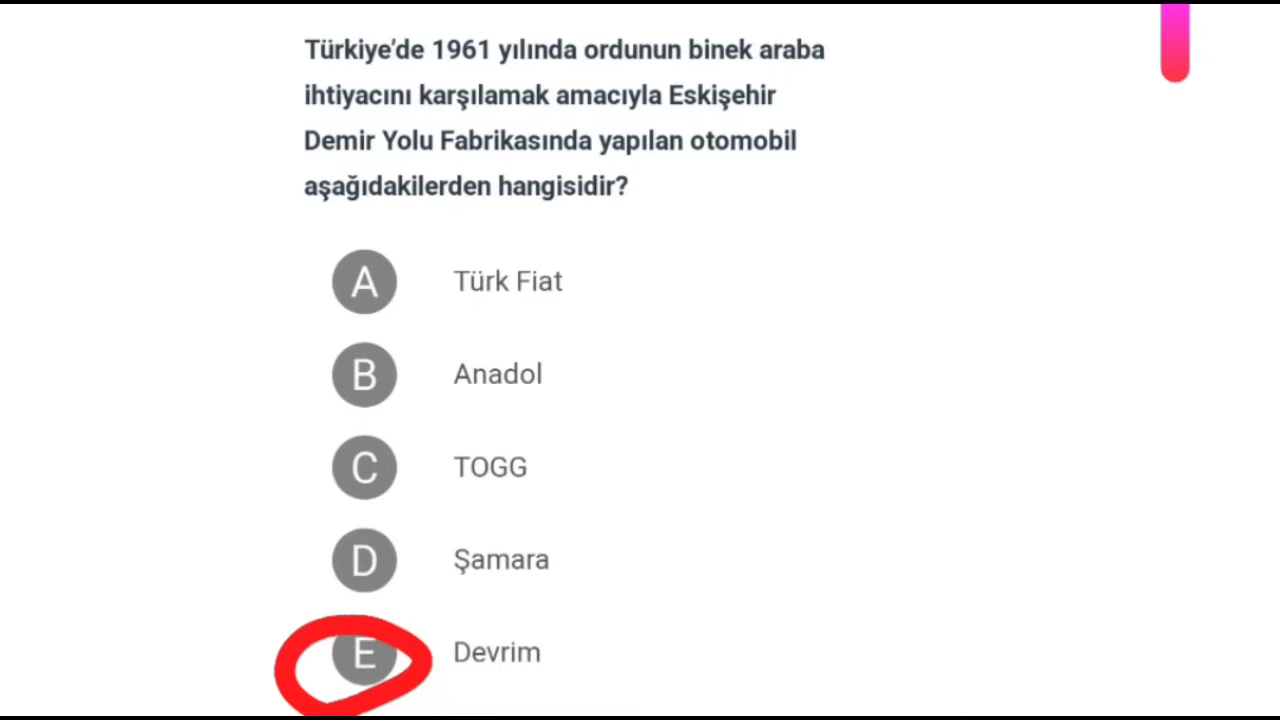 Türkiye'de 1961 yılında ordunun binek araba
ihtiyacını karşılamak amacıyla Eskişehir
Demir Yolu Fabrikasında yapılan otomobil
aşağıdakilerden hangisidir?
A Türk Fiat
B Anadol
C TOGG
D Şamara
E Devrim